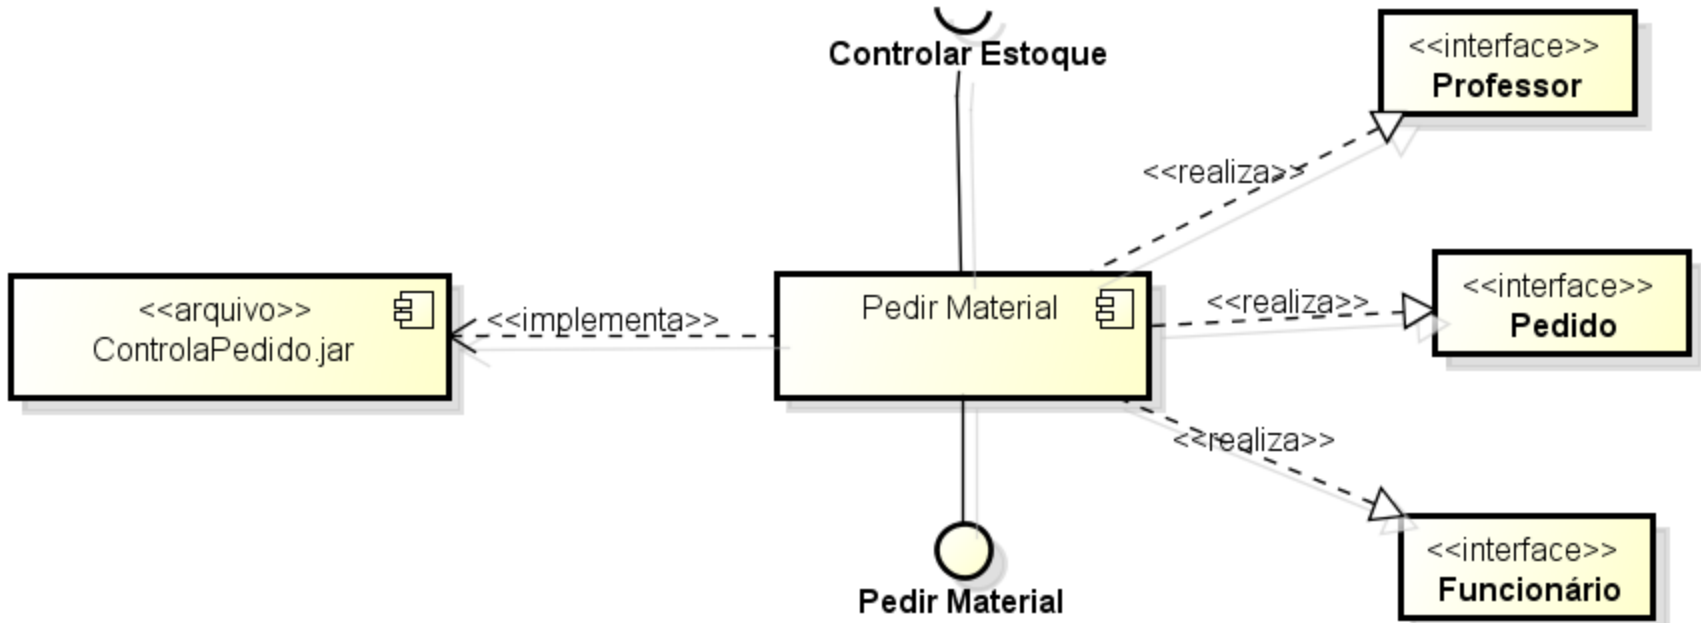 Controlar Estoque
<<interface>>
Professor
<<realiza>>
<<arquivo>>
ControlaPedido.jar
<<implementa>>
Pedir Material
<<realiza>>
<<interface>>
Pedido
<<realiza>>
<<interface>>
Funcionário
Pedir Material